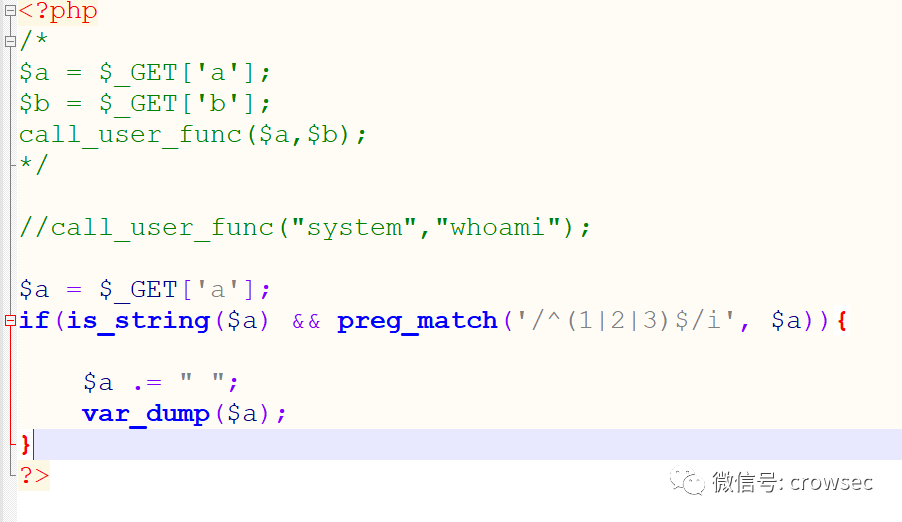 <?php
/*
$a = $_GET['a'];
$b = $_GET['b'];
call_user_func($a,$b);
*/
//call_user_func("system","whoami");
$a = $_GET['a'];
if(is_string($a) && preg_match('/^(1|2|3)$/i', $a)){
$a .= " ";
var_dump($a);
}
?>
微信号: crowsec